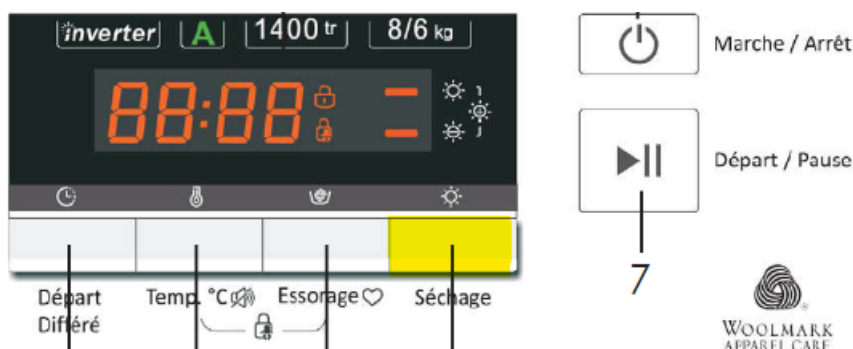 inverter A 1400 tr 8/6 kg
Marche / Arrêt
88:88
Départ / Pause
7
Départ Différé
Temp. °C
Essorage
Séchage
WOOLMARK
APPAREL CARE